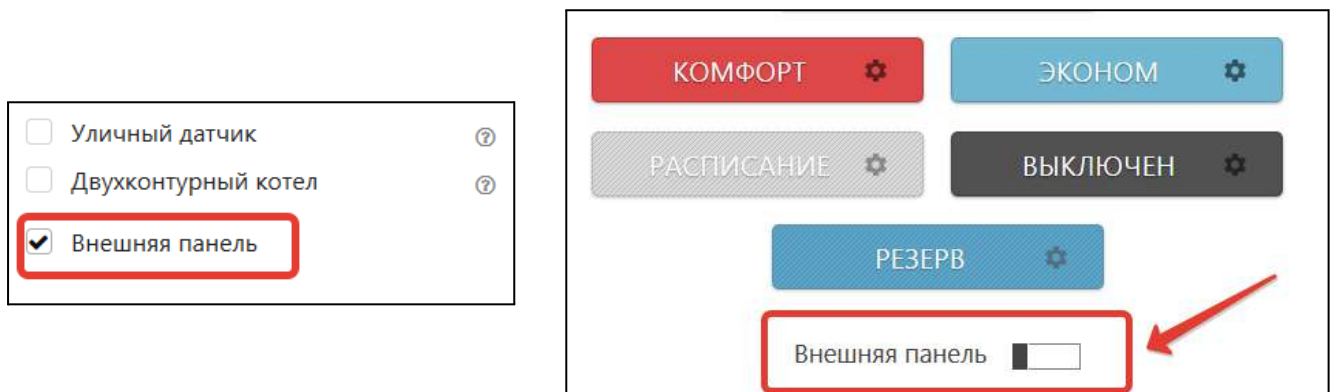 Уличный датчик
Двухконтурный котел
Внешняя панель
КОМФОРТ
ЭКОНОМ
РАСПИСАНИЕ
ВЫКЛЮЧЕН
РЕЗЕРВ
Внешняя панель